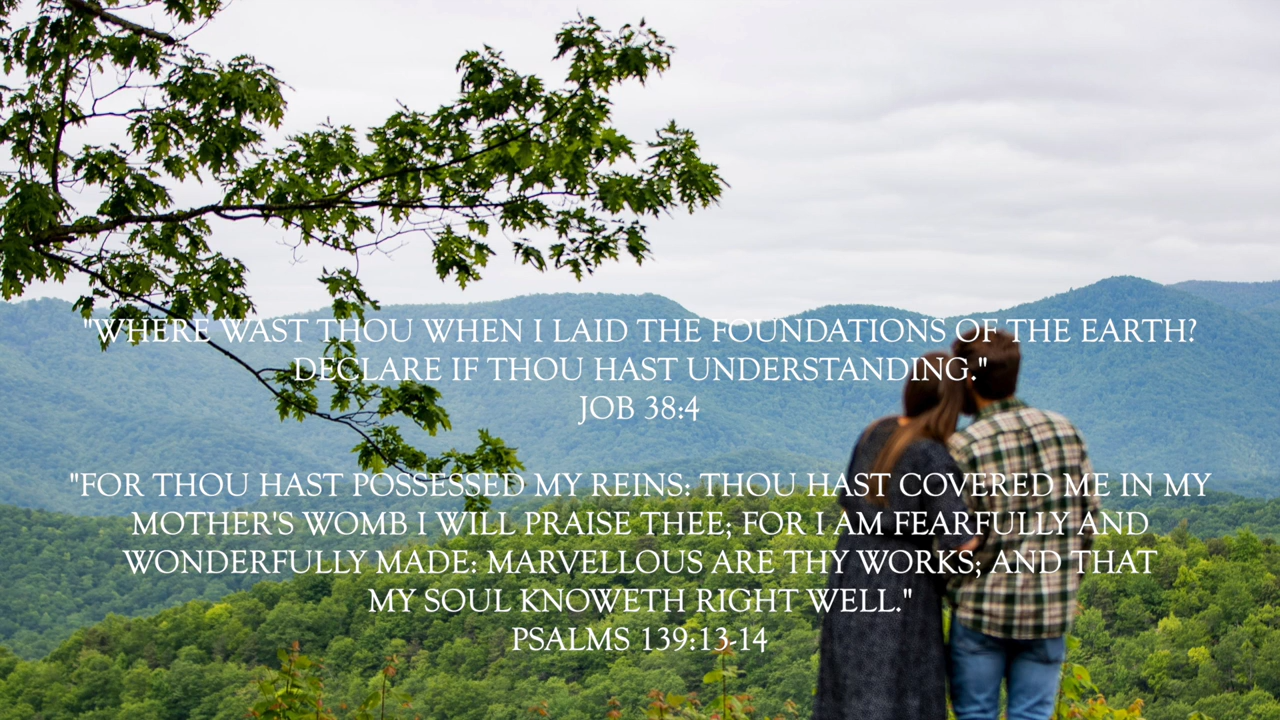 "WHERE WAST THOU WHEN I LAID THE FOUNDATIONS OF THE EARTH?
DECLARE IF THOU HAST UNDERSTANDING."
JOB 38:4
"FOR THOU HAST POSSESSED MY REINS: THOU HAST COVERED ME IN MY
MOTHER'S WOMB I WILL PRAISE THEE; FOR I AM FEARFULLY AND
WONDERFULLY MADE: MARVELLOUS ARE THY WORKS; AND THAT
MY SOUL KNOWETH RIGHT WELL."
PSALMS 139:13-14